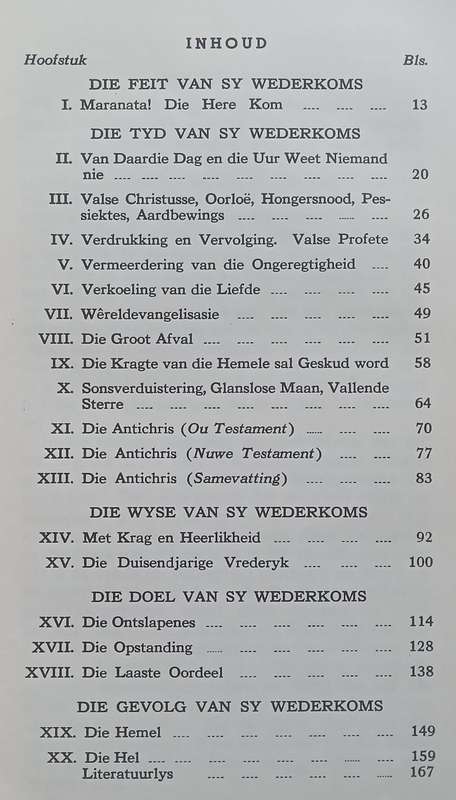 INHOUD
Hoofstuk Bls.
DIE FEIT VAN SY WEDERKOMS
I. Maranata! Die Here Kom .... .... .... 13
DIE TYD VAN SY WEDERKOMS
II. Van Daardie Dag en die Uur Weet Niemand
nie .... .... .... .... .... .... .... .... 20
III. Valse Christusse, Oorloë, Hongersnood, Pes-
siektes, Aardbewings .... .... .... ...... .... 26
IV. Verdrukking en Vervolging. Valse Profete 34
V. Vermeerdering van die Ongeregtigheid .... 40
VI. Verkoeling van die Liefde .... .... .... .... 45
VII. Wêreldevangelisasie .... .... .... .... .... 49
VIII. Die Groot Afval .... .... .... .... .... 51
IX. Die Kragte van die Hemele sal Geskud word 58
X. Sonsverduistering, Glanslose Maan, Vallende
Sterre .... .... .... .... .... .... .... 64
XI. Die Antichris (Ou Testament) ...... .... .... 70
XII. Die Antichris (Nuwe Testament) .... .... 77
XIII. Die Antichris (Samevatting) .... .... .... 83
DIE WYSE VAN SY WEDERKOMS
XIV. Met Krag en Heerlikheid .... .... .... .... 92
XV. Die Duisendjarige Vrederyk .... .... .... 100
DIE DOEL VAN SY WEDERKOMS
XVI. Die Ontslapenes .... .... .... .... .... .... 114
XVII. Die Opstanding ...... .... .... .... .... 128
XVIII. Die Laaste Oordeel .... .... .... .... .... 138
DIE GEVOLG VAN SY WEDERKOMS
XIX. Die Hemel .... .... .... .... .... .... .... 149
XX. Die Hel .... .... .... .... .... ...... .... 159
Literatuurlys .... .... .... .... ...... 167